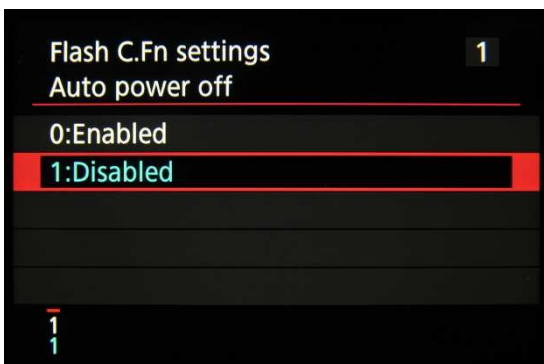 Flash C.Fn settings 1
Auto power off
0:Enabled
1:Disabled
1
1